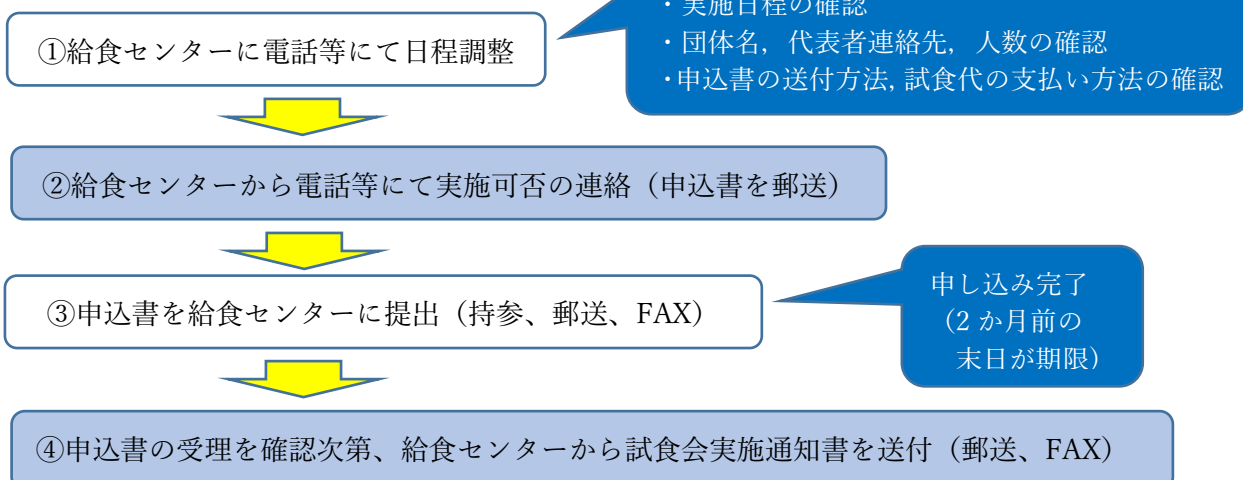 ・実施日程の確認
①給食センターに電話等にて日程調整
・団体名，代表者連絡先，人数の確認
・申込書の送付方法，試食代の支払い方法の確認
②給食センターから電話等にて実施可否の連絡（申込書を郵送）
③申込書を給食センターに提出（持参、郵送、FAX）
申し込み完了
（2 か月前の
末日が期限）
④申込書の受理を確認次第、給食センターから試食会実施通知書を送付（郵送、FAX）